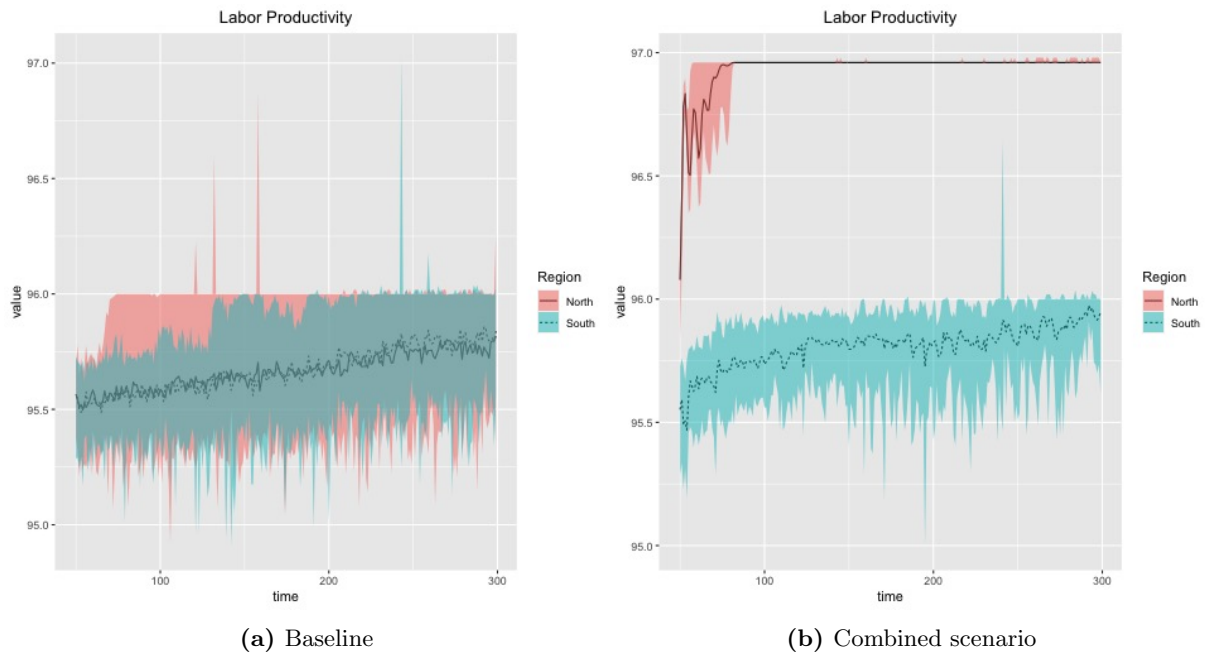 Labor Productivity
97.0
96.5
96.0
95.5
95.0
value
100
200
300
time
Region
North
South
(a) Baseline
Labor Productivity
97.0
96.5
96.0
95.5
95.0
value
100
200
300
time
Region
North
South
(b) Combined scenario